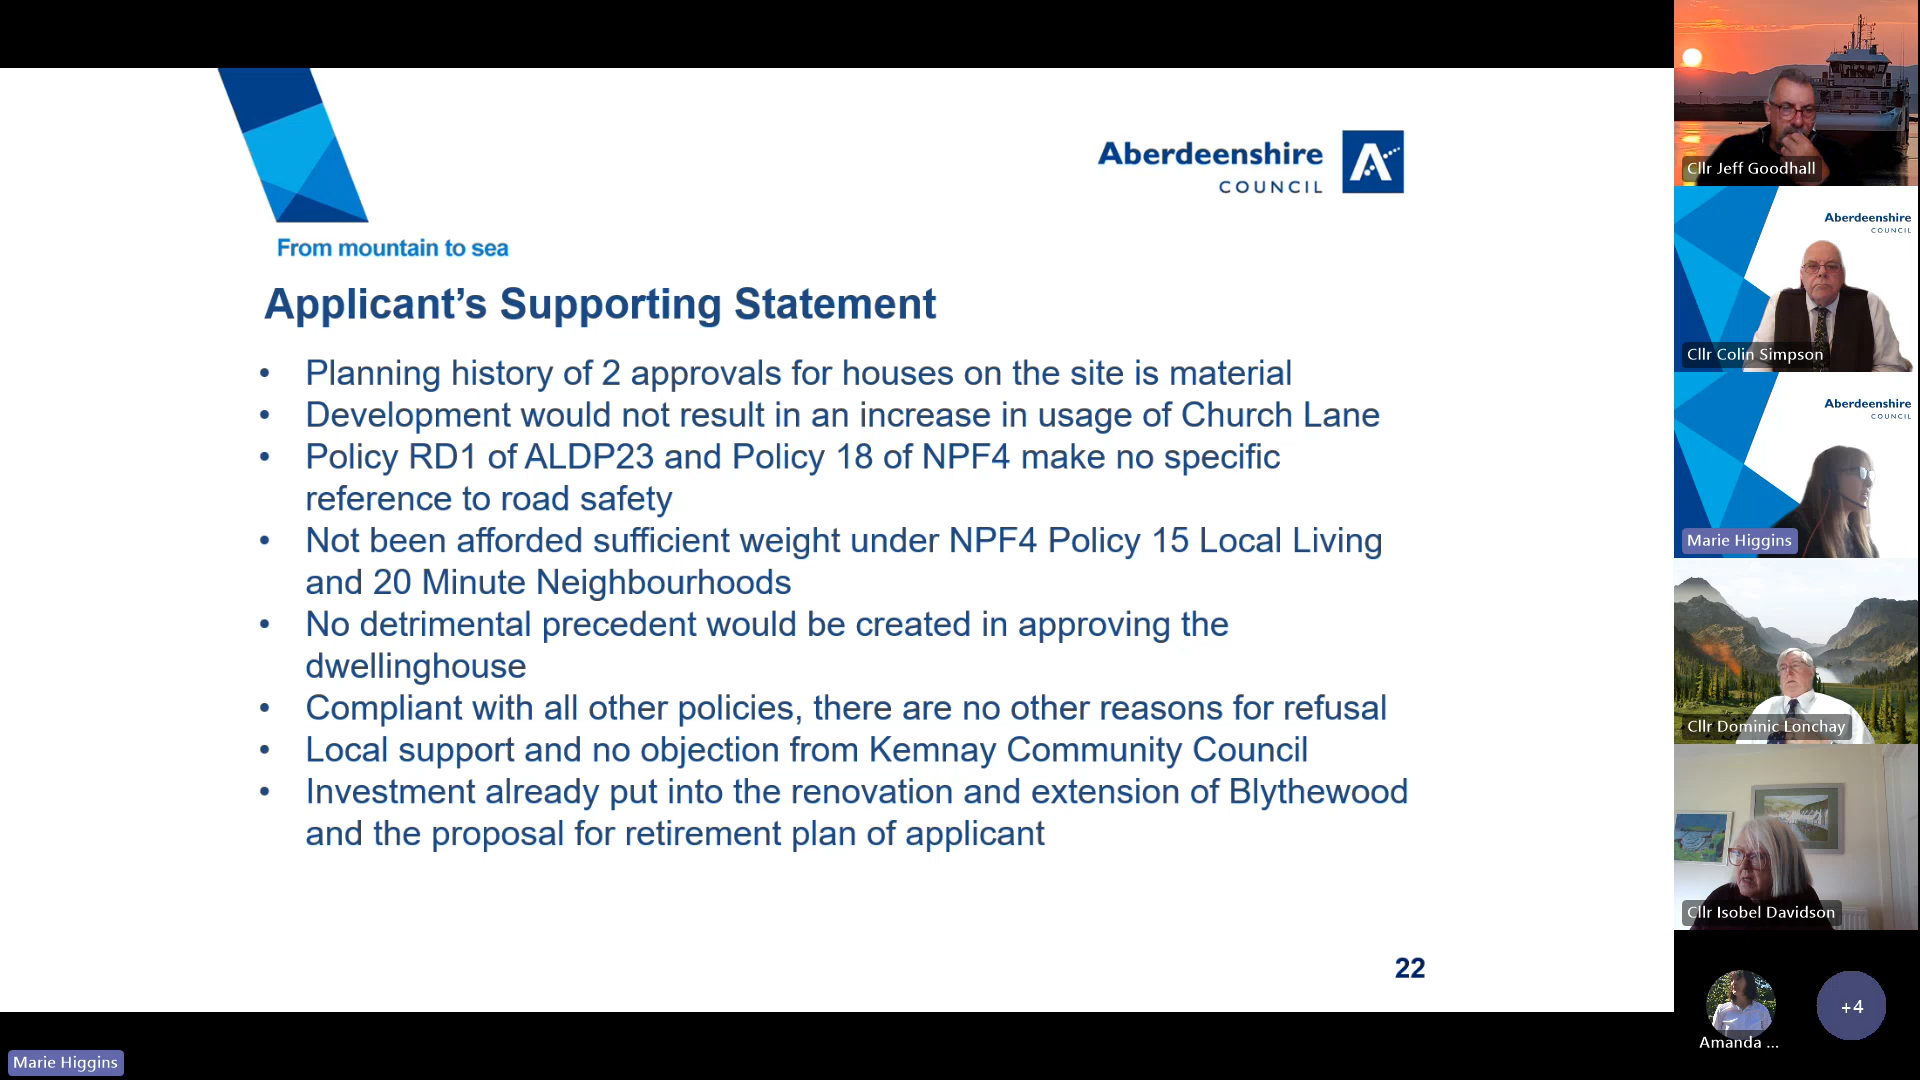 Aberdeenshire
COUNCIL
From mountain to sea
Applicant’s Supporting Statement
• Planning history of 2 approvals for houses on the site is material
• Development would not result in an increase in usage of Church Lane
• Policy RD1 of ALDP23 and Policy 18 of NPF4 make no specific
reference to road safety
• Not been afforded sufficient weight under NPF4 Policy 15 Local Living
and 20 Minute Neighbourhoods
• No detrimental precedent would be created in approving the
dwellinghouse
• Compliant with all other policies, there are no other reasons for refusal
• Local support and no objection from Kemnay Community Council
• Investment already put into the renovation and extension of Blythewood
and the proposal for retirement plan of applicant
22
Marie Higgins
Cllr Jeff Goodhall
Aberdeenshire
COUNCIL
Cllr Colin Simpson
Aberdeenshire
COUNCIL
Marie Higgins
Cllr Dominic Lonchay
Cllr Isobel Davidson
Amanda ...
+4